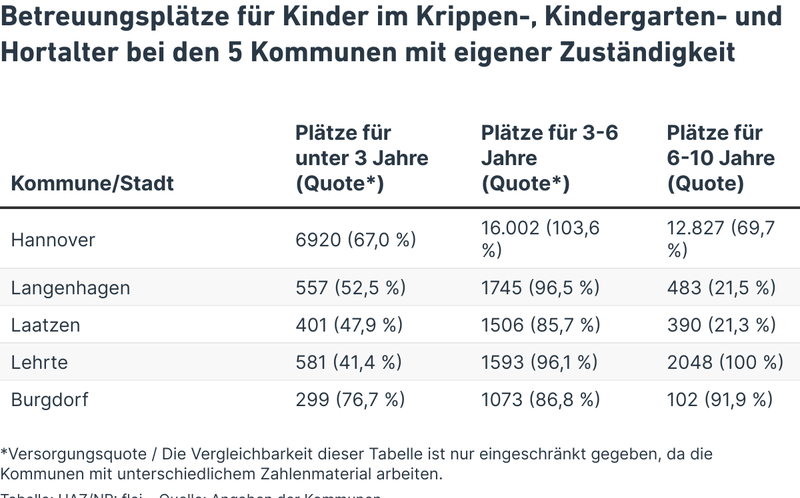 Betreuungsplätze für Kinder im Krippen-, Kindergarten- und
Hortalter bei den 5 Kommunen mit eigener Zuständigkeit
Kommune/Stadt Plätze für unter 3 Jahre (Quote*) Plätze für 3-6 Jahre (Quote*) Plätze für 6-10 Jahre (Quote)
Hannover 6920 (67,0 %) 16.002 (103,6 %) 12.827 (69,7 %)
Langenhagen 557 (52,5 %) 1745 (96,5 %) 483 (21,5 %)
Laatzen 401 (47,9 %) 1506 (85,7 %) 390 (21,3 %)
Lehrte 581 (41,4 %) 1593 (96,1 %) 2048 (100 %)
Burgdorf 299 (76,7 %) 1073 (86,8 %) 102 (91,9 %)
*Versorgungsquote / Die Vergleichbarkeit dieser Tabelle ist nur eingeschränkt gegeben, da die
Kommunen mit unterschiedlichem Zahlenmaterial arbeiten.